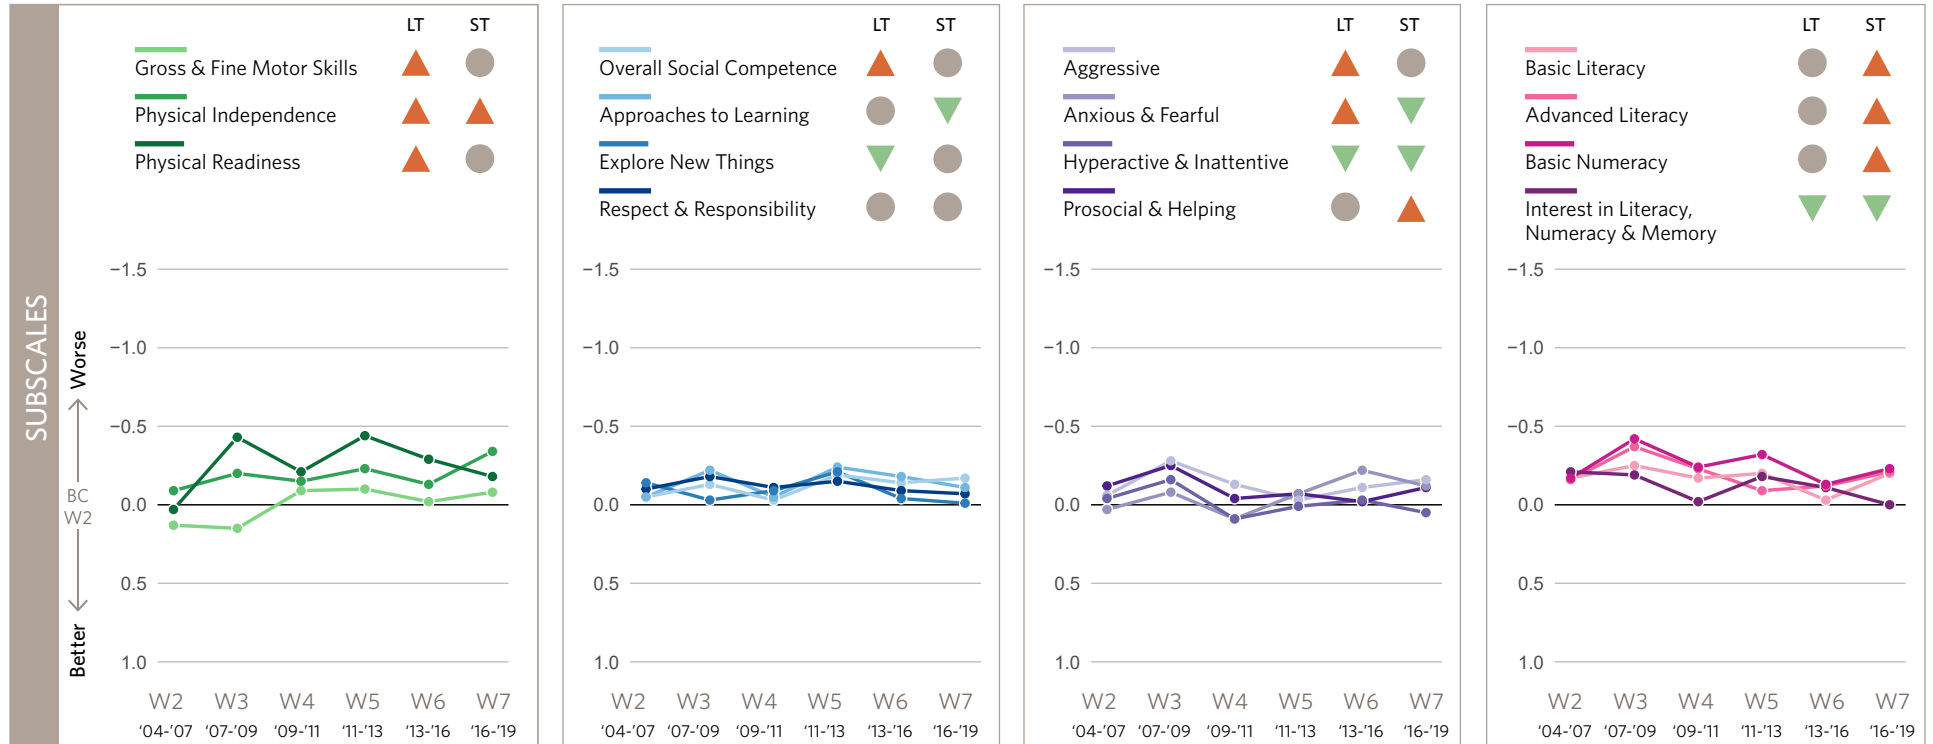 SUBSCALES
Worse
BC
W2
Better
LT ST
Gross & Fine Motor Skills
Physical Independence
Physical Readiness
−1.5
−1.0
−0.5
0.0
0.5
1.0
W2 W3 W4 W5 W6 W7
‘04-’07 ‘07-’09 ‘09-’11 ‘11-’13 ‘13-’16 ‘16-’19
LT ST
Overall Social Competence
Approaches to Learning
Explore New Things
Respect & Responsibility
−1.5
−1.0
−0.5
0.0
0.5
1.0
W2 W3 W4 W5 W6 W7
‘04-’07 ‘07-’09 ‘09-’11 ‘11-’13 ‘13-’16 ‘16-’19
LT ST
Aggressive
Anxious & Fearful
Hyperactive & Inattentive
Prosocial & Helping
−1.5
−1.0
−0.5
0.0
0.5
1.0
W2 W3 W4 W5 W6 W7
‘04-’07 ‘07-’09 ‘09-’11 ‘11-’13 ‘13-’16 ‘16-’19
LT ST
Basic Literacy
Advanced Literacy
Basic Numeracy
Interest in Literacy,
Numeracy & Memory
−1.5
−1.0
−0.5
0.0
0.5
1.0
W2 W3 W4 W5 W6 W7
‘04-’07 ‘07-’09 ‘09-’11 ‘11-’13 ‘13-’16 ‘16-’19